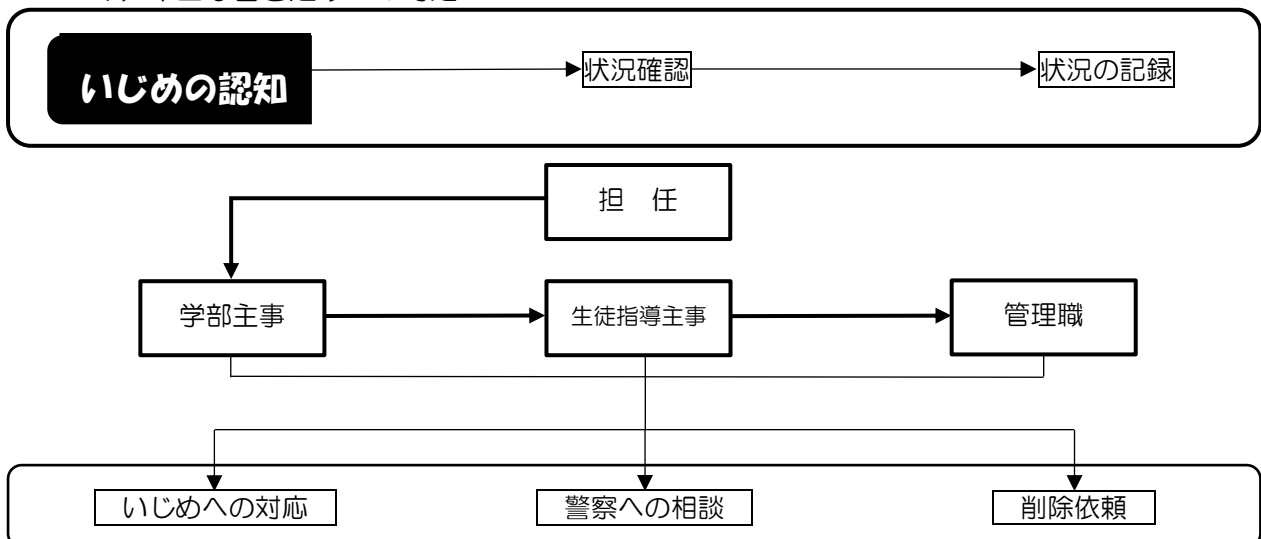 いじめの認知
状況確認
状況の記録
担　任
学部主事
生徒指導主事
管理職
いじめへの対応
警察への相談
削除依頼